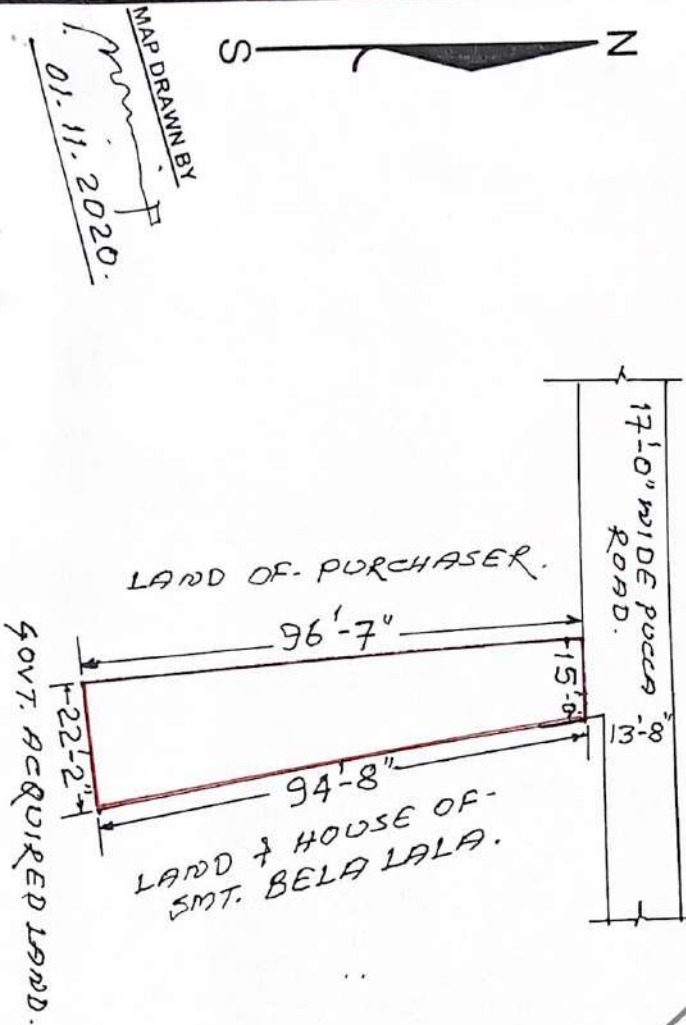 N
S
MAP DRAWN BY
01.11.2020.
17'-0" WIDE PUCCA
ROAD.
13'-8"
LAND OF- PURCHASER.
96'-7"
15'-0"
22'-2"
94'-8"
LAND & HOUSE OF-
SMT. BELA LALA.
GOVT. ACQUIRED LAND.